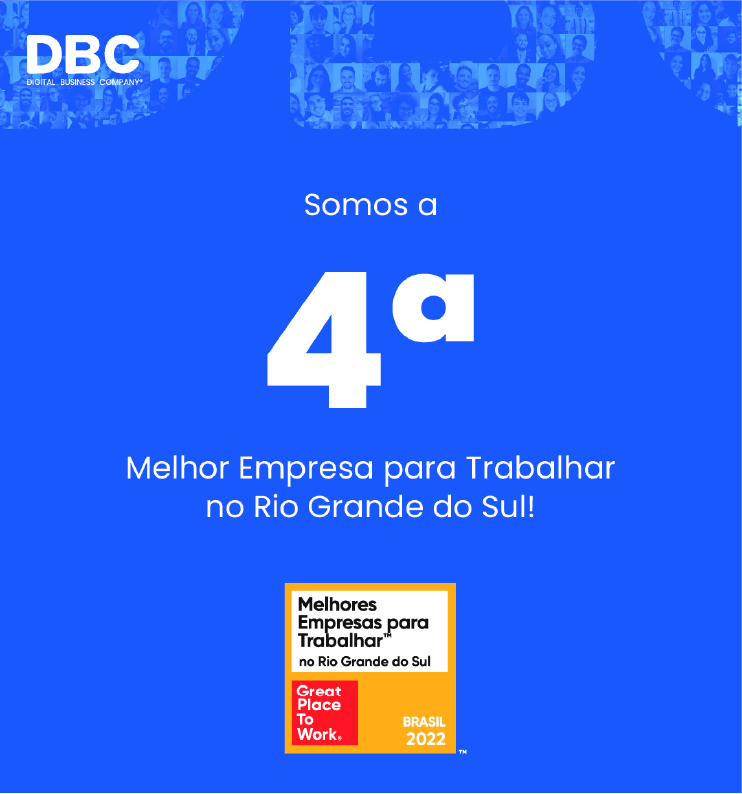 DBC
DIGITAL BUSINESS COMPANY®
Somos a
4ª
Melhor Empresa para Trabalhar
no Rio Grande do Sul!
Melhores
Empresas para
Trabalhar™
no Rio Grande do Sul
Great
Place
To
Work®
BRASIL
2022
™